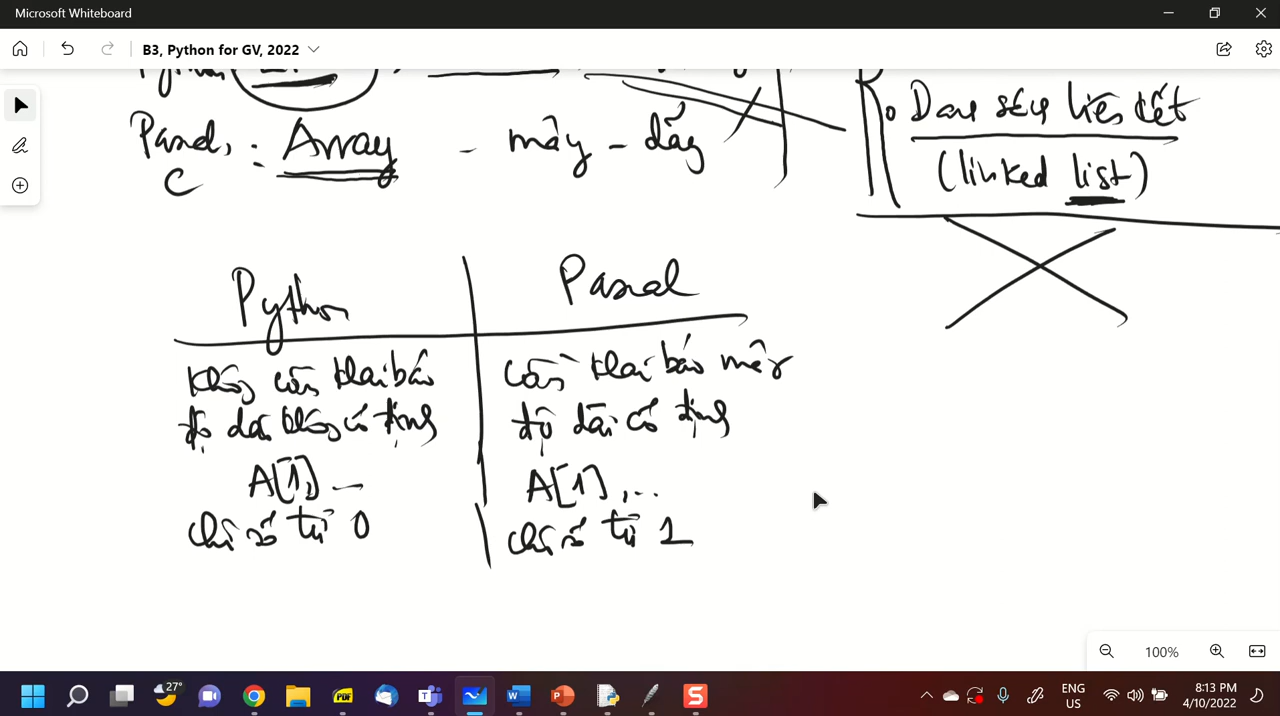 Microsoft Whiteboard
B3, Python for GV, 2022
Pascal, : Array - mảy - dãy
C
Danh sách liên kết
(linked list)
Python
Pascal
không cần khai báo
cần khai báo mảng
độ dài không cố định
độ dài cố định
A[1]
A[1], ...
chỉ số từ 0
chỉ số từ 1
100%
27°
ENG
US
8:13 PM
4/10/2022